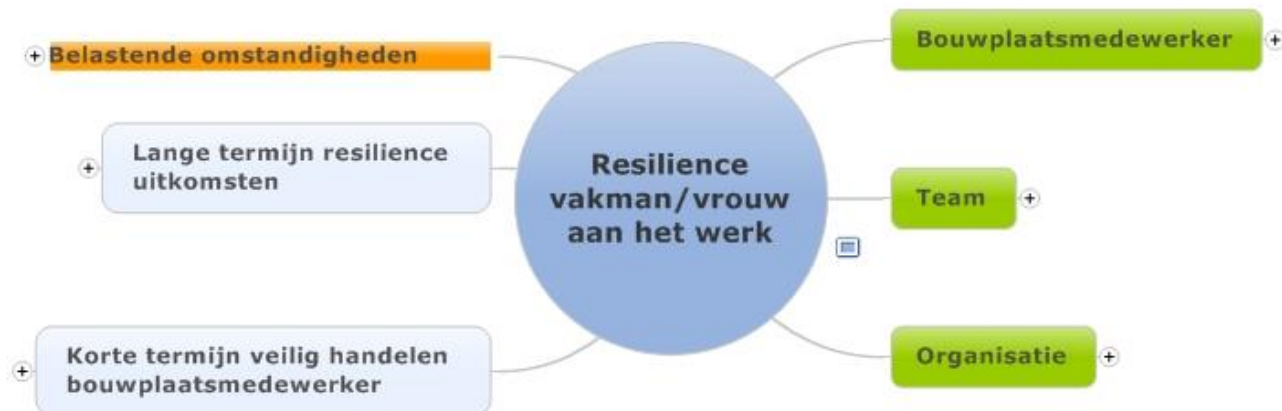 Belastende omstandigheden
Lange termijn resilience
uitkomsten
Korte termijn veilig handelen
bouwplaatsmedewerker
Resilience
vakman/vrouw
aan het werk
Bouwplaatsmedewerker
Team
Organisatie